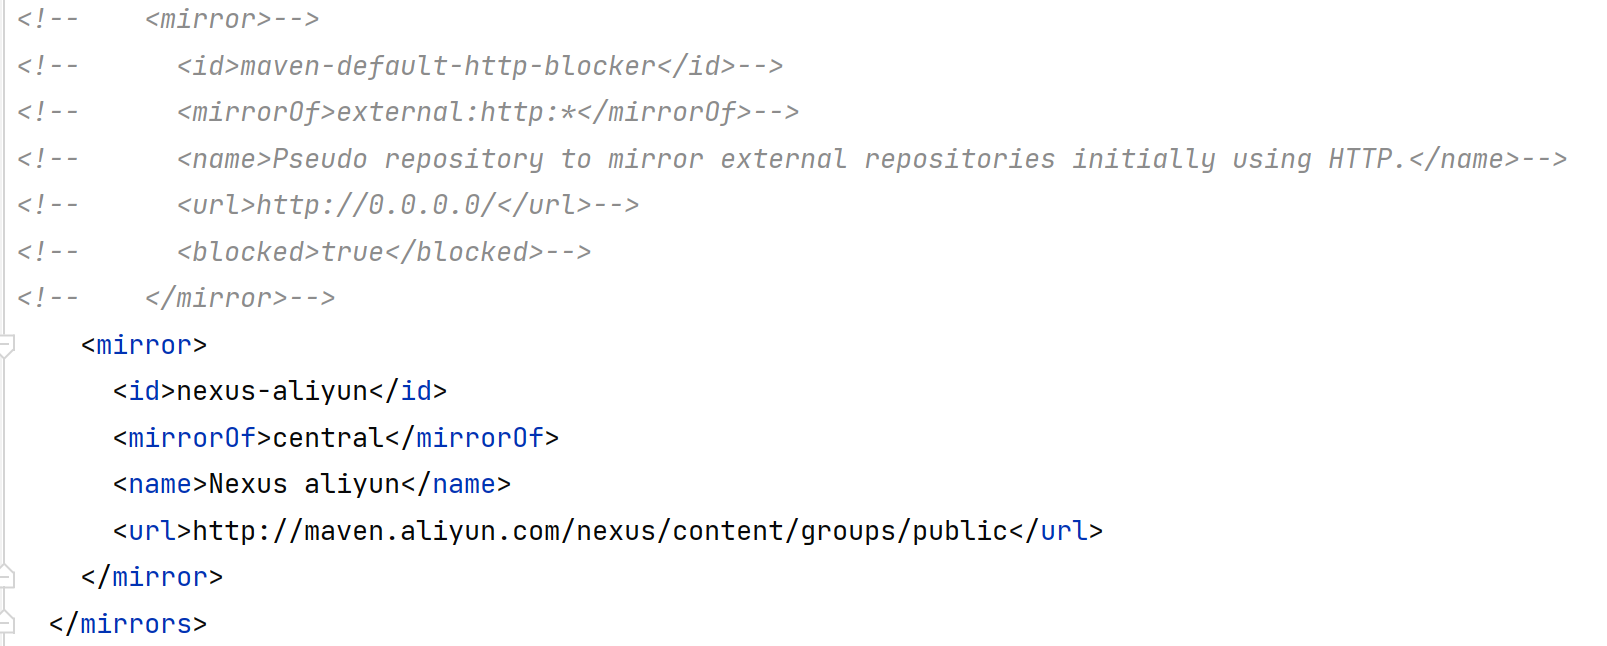 <!--    <mirror>-->
<!--      <id>maven-default-http-blocker</id>-->
<!--      <mirrorOf>external:http:*</mirrorOf>-->
<!--      <name>Pseudo repository to mirror external repositories initially using HTTP.</name>-->
<!--      <url>http://0.0.0.0/</url>-->
<!--      <blocked>true</blocked>-->
<!--    </mirror>-->
    <mirror>
      <id>nexus-aliyun</id>
      <mirrorOf>central</mirrorOf>
      <name>Nexus aliyun</name>
      <url>http://maven.aliyun.com/nexus/content/groups/public</url>
    </mirror>
  </mirrors>